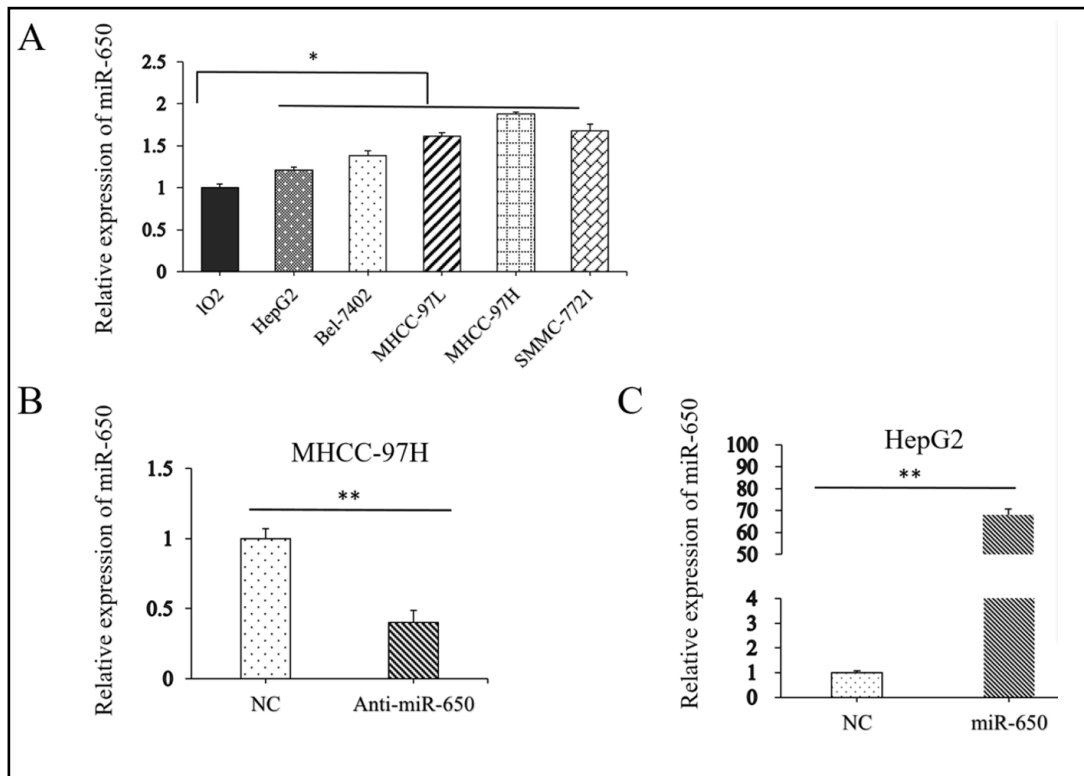 A
Relative expression of miR-650
2.5
2
1.5
1
0.5
0
*
lO2
HepG2
Bel-7402
MHCC-97L
MHCC-97H
SMMC-7721
B
Relative expression of miR-650
MHCC-97H
1.5
1
0.5
0
**
NC
Anti-miR-650
C
Relative expression of miR-650
HepG2
100
90
80
70
60
50
4
3
2
1
0
**
NC
miR-650